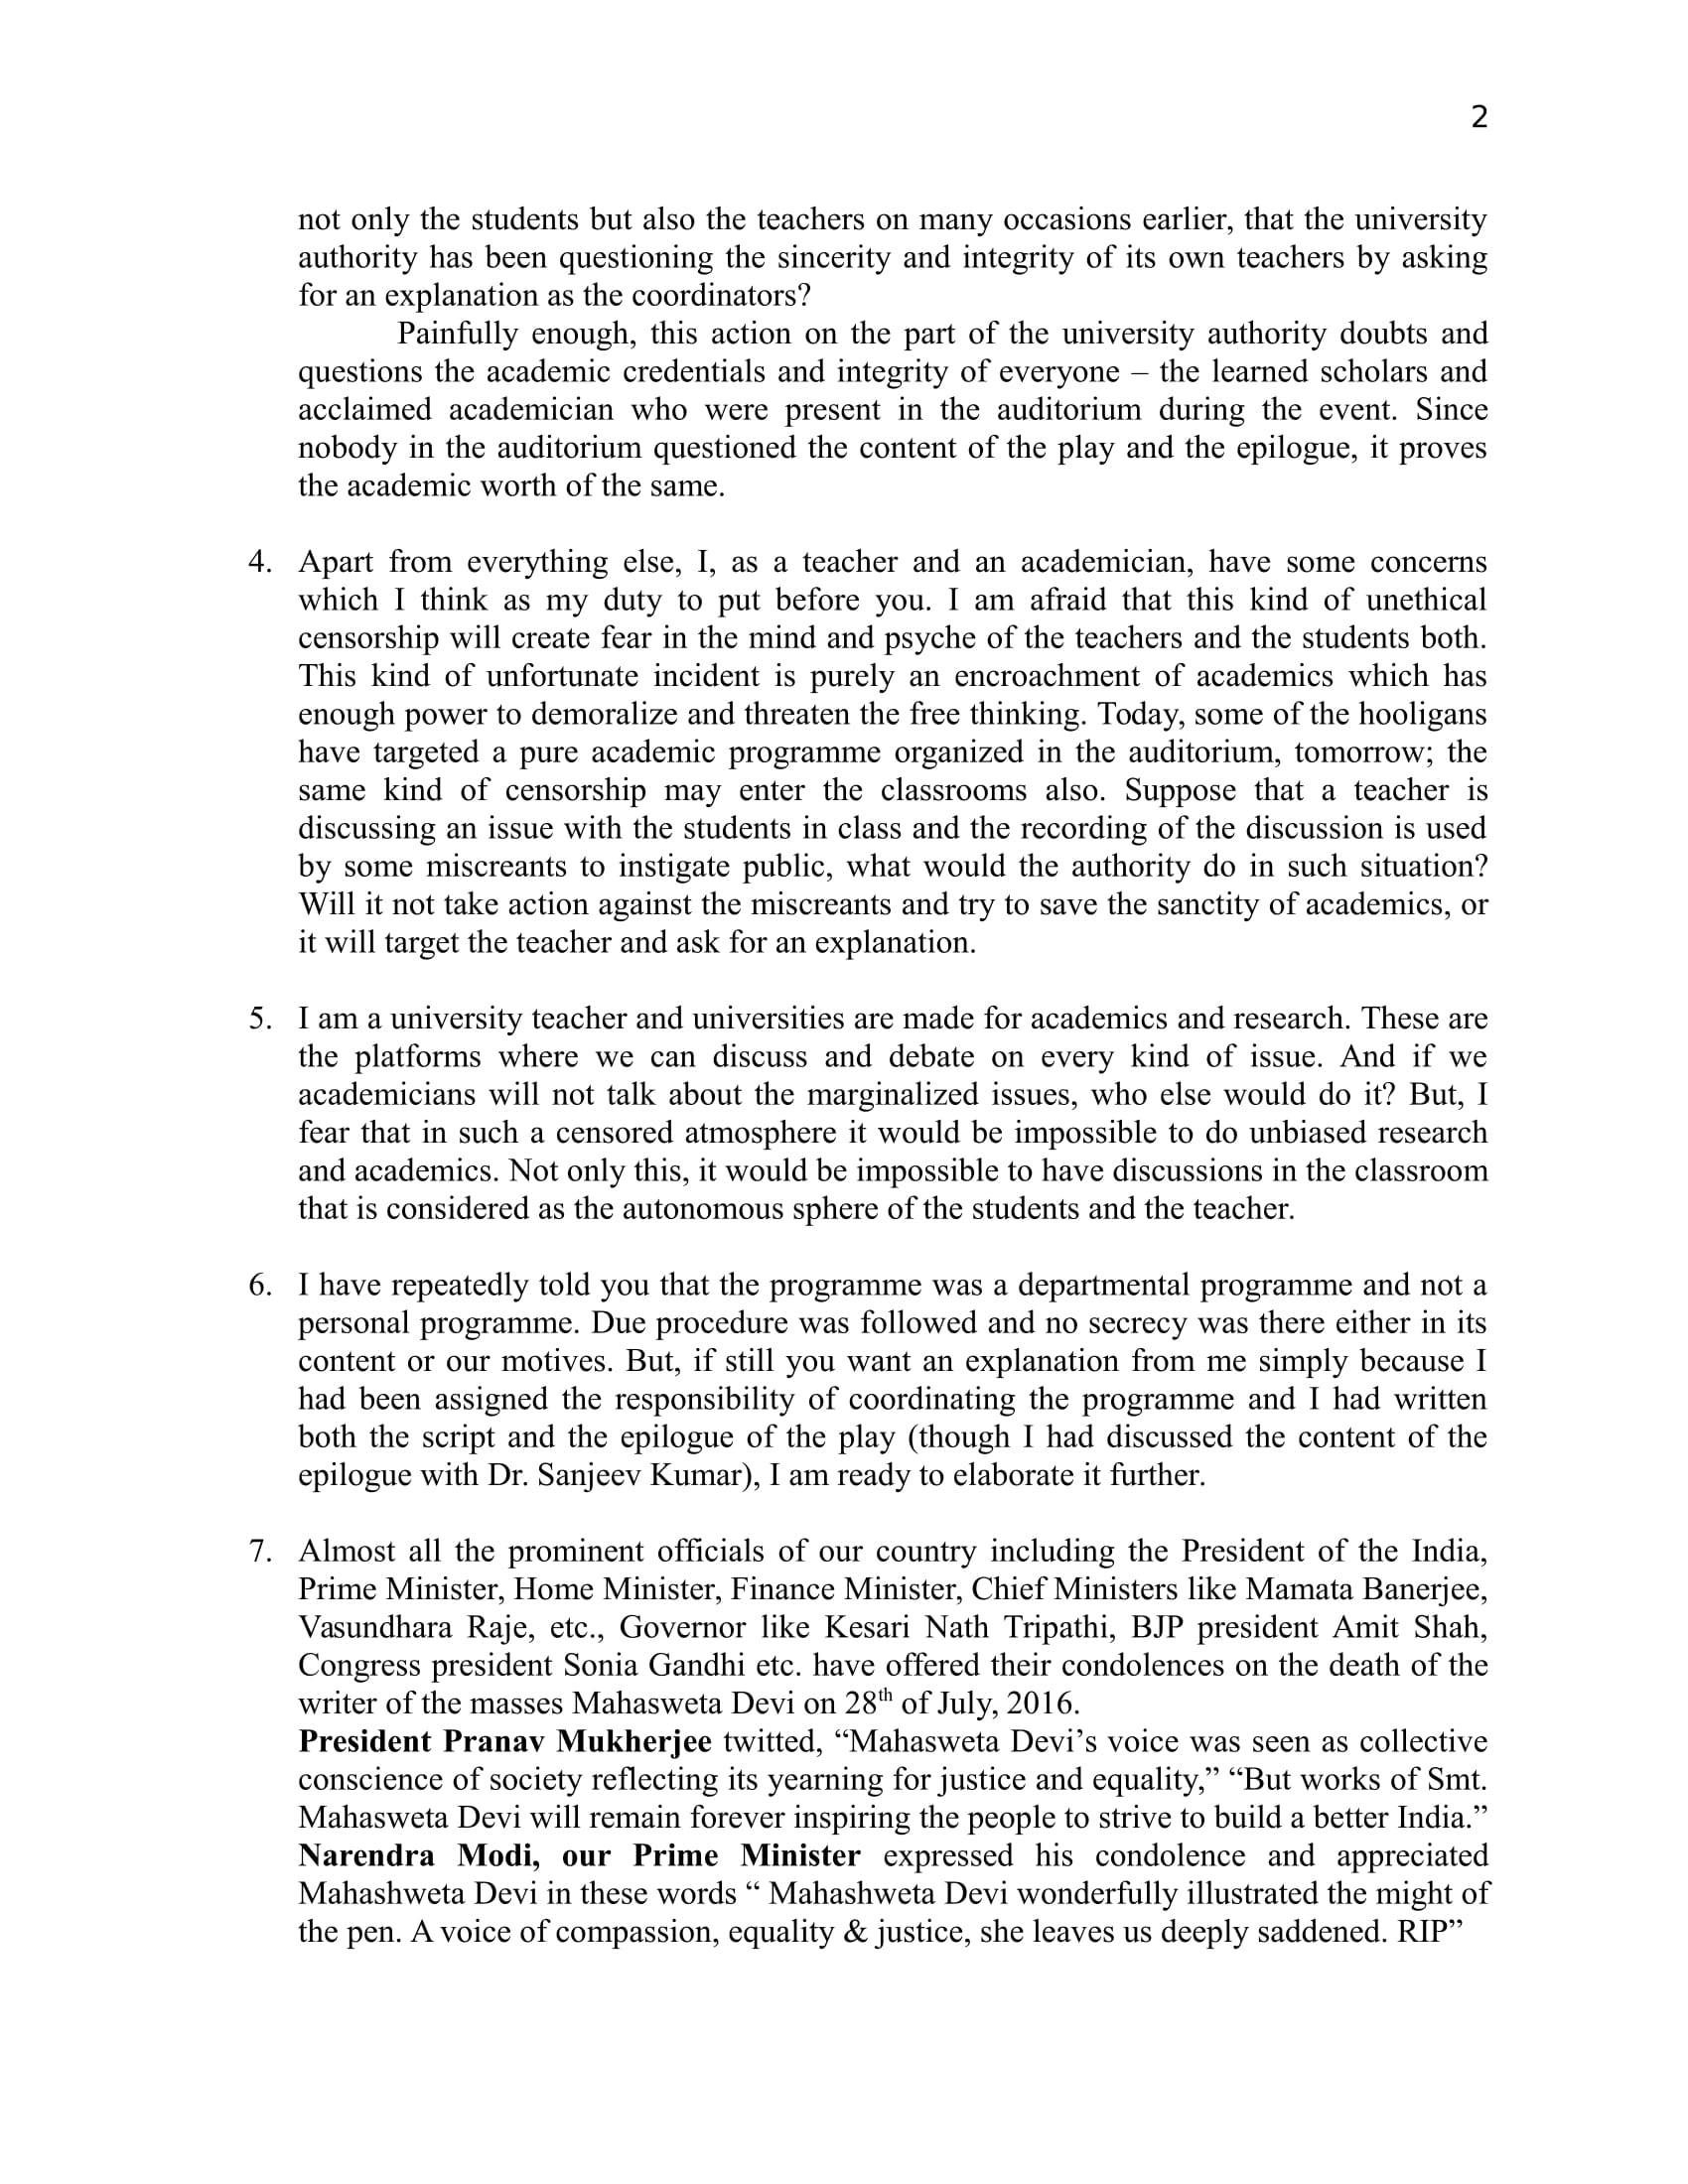 2
not only the students but also the teachers on many occasions earlier, that the university
authority has been questioning the sincerity and integrity of its own teachers by asking
for an explanation as the coordinators?
Painfully enough, this action on the part of the university authority doubts and
questions the academic credentials and integrity of everyone – the learned scholars and
acclaimed academician who were present in the auditorium during the event. Since
nobody in the auditorium questioned the content of the play and the epilogue, it proves
the academic worth of the same.
4. Apart from everything else, I, as a teacher and an academician, have some concerns
which I think as my duty to put before you. I am afraid that this kind of unethical
censorship will create fear in the mind and psyche of the teachers and the students both.
This kind of unfortunate incident is purely an encroachment of academics which has
enough power to demoralize and threaten the free thinking. Today, some of the hooligans
have targeted a pure academic programme organized in the auditorium, tomorrow; the
same kind of censorship may enter the classrooms also. Suppose that a teacher is
discussing an issue with the students in class and the recording of the discussion is used
by some miscreants to instigate public, what would the authority do in such situation?
Will it not take action against the miscreants and try to save the sanctity of academics, or
it will target the teacher and ask for an explanation.
5. I am a university teacher and universities are made for academics and research. These are
the platforms where we can discuss and debate on every kind of issue. And if we
academicians will not talk about the marginalized issues, who else would do it? But, I
fear that in such a censored atmosphere it would be impossible to do unbiased research
and academics. Not only this, it would be impossible to have discussions in the classroom
that is considered as the autonomous sphere of the students and the teacher.
6. I have repeatedly told you that the programme was a departmental programme and not a
personal programme. Due procedure was followed and no secrecy was there either in its
content or our motives. But, if still you want an explanation from me simply because I
had been assigned the responsibility of coordinating the programme and I had written
both the script and the epilogue of the play (though I had discussed the content of the
epilogue with Dr. Sanjeev Kumar), I am ready to elaborate it further.
7. Almost all the prominent officials of our country including the President of the India,
Prime Minister, Home Minister, Finance Minister, Chief Ministers like Mamata Banerjee,
Vasundhara Raje, etc., Governor like Kesari Nath Tripathi, BJP president Amit Shah,
Congress president Sonia Gandhi etc. have offered their condolences on the death of the
writer of the masses Mahasweta Devi on 28th of July, 2016.
President Pranav Mukherjee twitted, “Mahasweta Devi’s voice was seen as collective
conscience of society reflecting its yearning for justice and equality,” “But works of Smt.
Mahasweta Devi will remain forever inspiring the people to strive to build a better India.”
Narendra Modi, our Prime Minister expressed his condolence and appreciated
Mahashweta Devi in these words “ Mahashweta Devi wonderfully illustrated the might of
the pen. A voice of compassion, equality & justice, she leaves us deeply saddened. RIP”